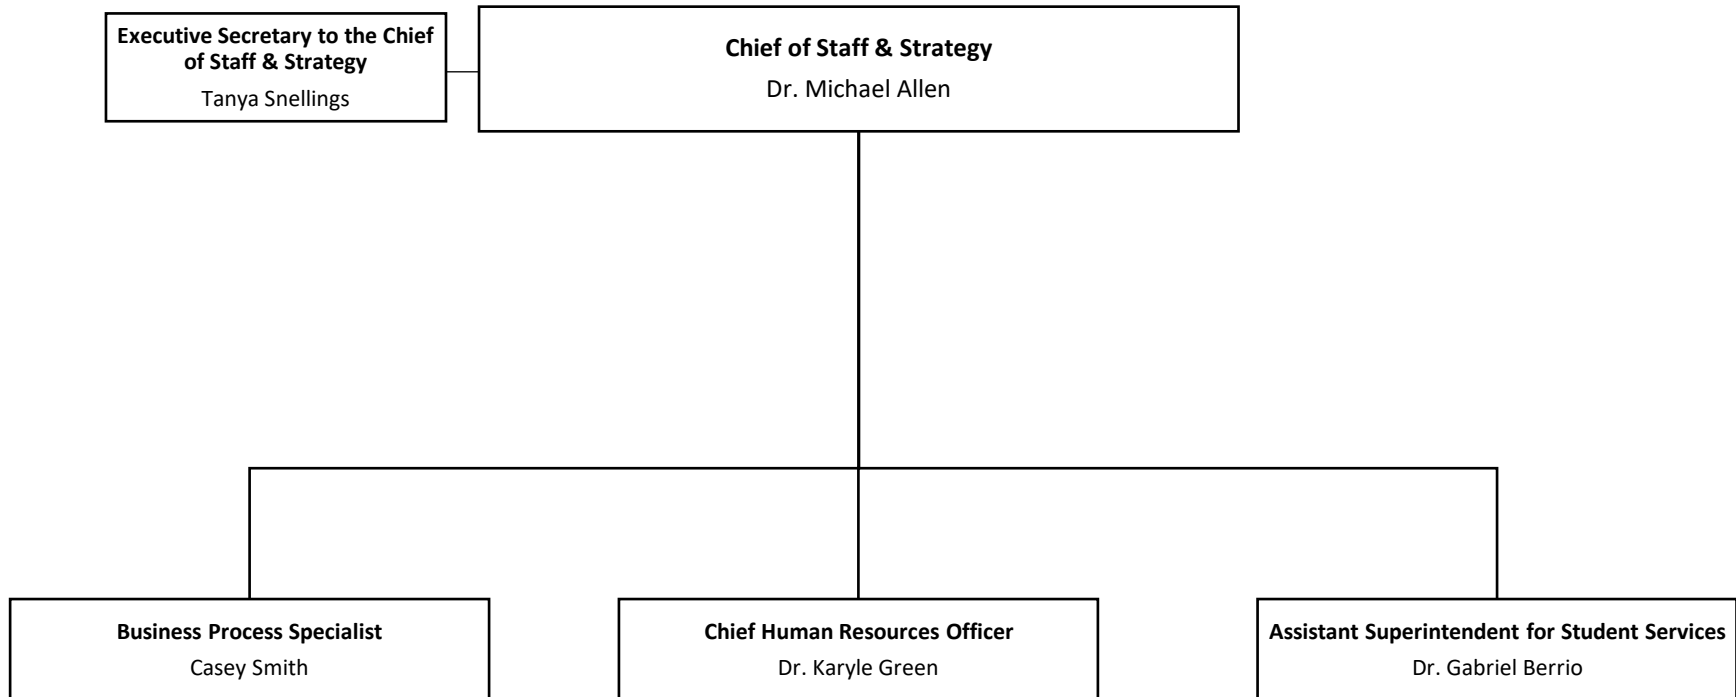 Executive Secretary to the Chief
of Staff & Strategy
Tanya Snellings
Chief of Staff & Strategy
Dr. Michael Allen
Business Process Specialist
Casey Smith
Chief Human Resources Officer
Dr. Karyle Green
Assistant Superintendent for Student Services
Dr. Gabriel Berrio